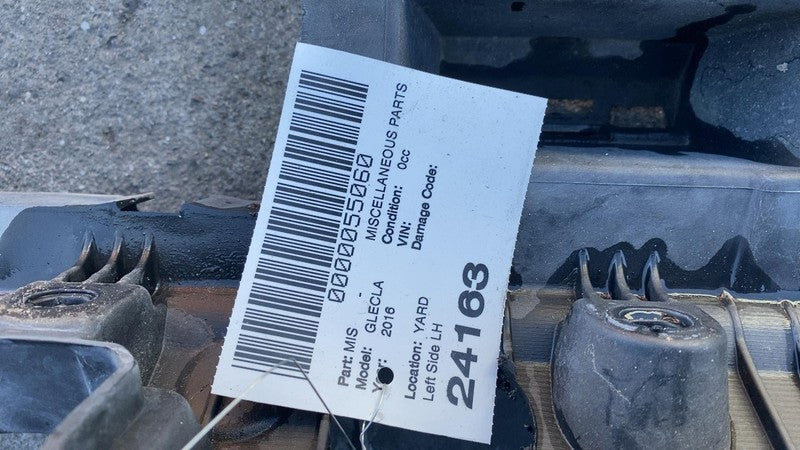 0000055060
Part: MIS - MISCELLANEOUS PARTS
Model: GLECLA Condition: 0cc
Year: 2016 VIN:
Damage Code:
Location: YARD
Left Side LH
24163